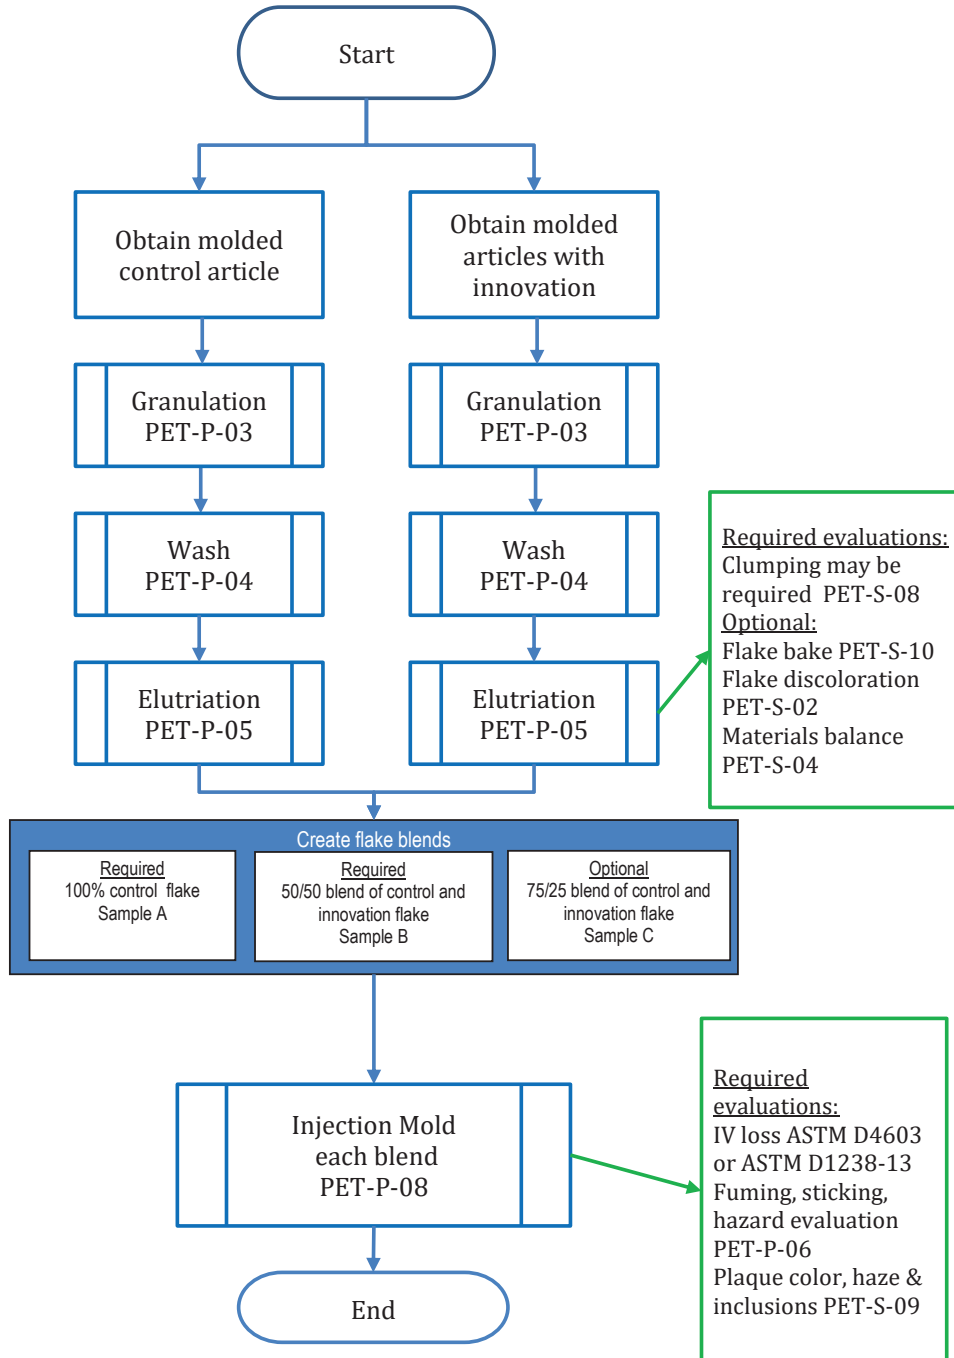 Start
Obtain molded
control article
Obtain molded
articles with
innovation
Granulation
PET-P-03
Granulation
PET-P-03
Wash
PET-P-04
Wash
PET-P-04
Elutriation
PET-P-05
Elutriation
PET-P-05
Required evaluations:
Clumping may be
required PET-S-08
Optional:
Flake bake PET-S-10
Flake discoloration
PET-S-02
Materials balance
PET-S-04
Create flake blends
Required
100% control flake
Sample A
Required
50/50 blend of control and
innovation flake
Sample B
Optional
75/25 blend of control and
innovation flake
Sample C
Injection Mold
each blend
PET-P-08
Required
evaluations:
IV loss ASTM D4603
or ASTM D1238-13
Fuming, sticking,
hazard evaluation
PET-P-06
Plaque color, haze &
inclusions PET-S-09
End